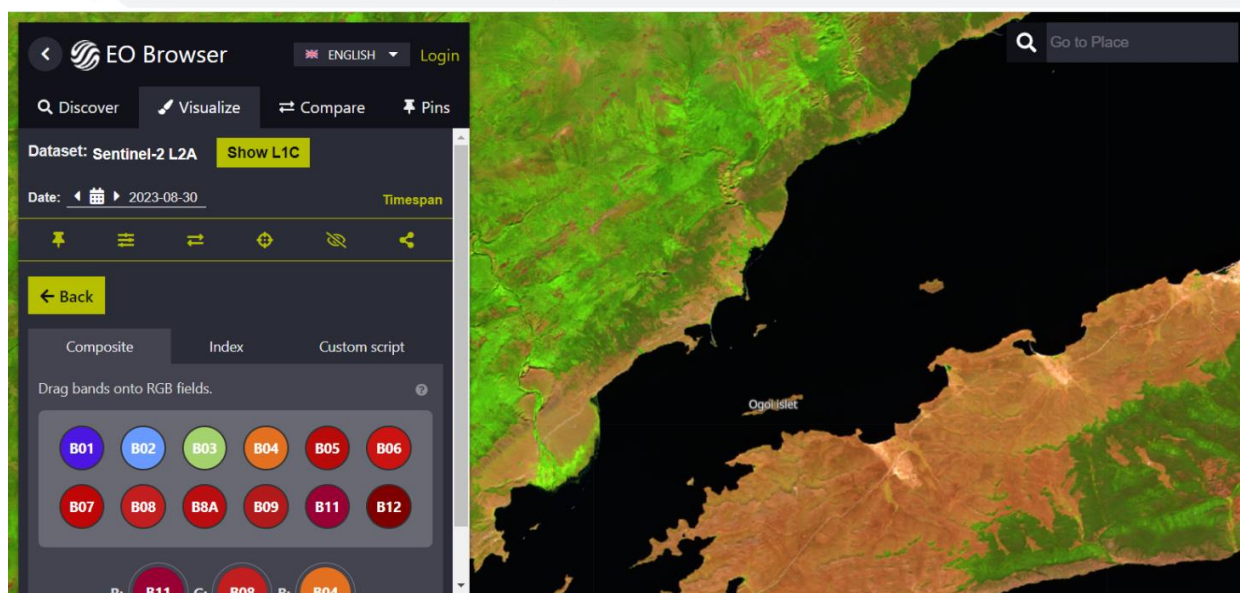 EO Browser
ENGLISH
Login
Go to Place
Discover
Visualize
Compare
Pins
Dataset: Sentinel-2 L2A
Show L1C
Date: 2023-08-30
Timespan
Back
Composite
Index
Custom script
Drag bands onto RGB fields.
B01 B02 B03 B04 B05 B06
B07 B08 B8A B09 B11 B12
R: B11 G: B08 B: B04
Ogoi Islet